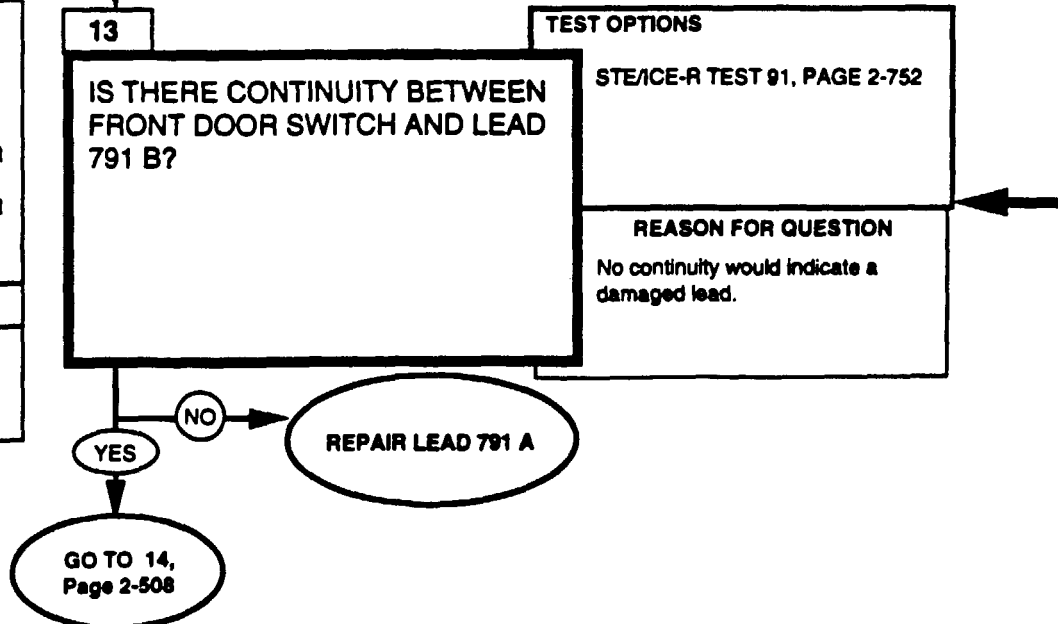 13
IS THERE CONTINUITY BETWEEN
FRONT DOOR SWITCH AND LEAD
791 B?
TEST OPTIONS
STE/ICE-R TEST 91, PAGE 2-752
REASON FOR QUESTION
No continuity would indicate a
damaged lead.
NO
REPAIR LEAD 791 A
YES
GO TO 14,
Page 2-508